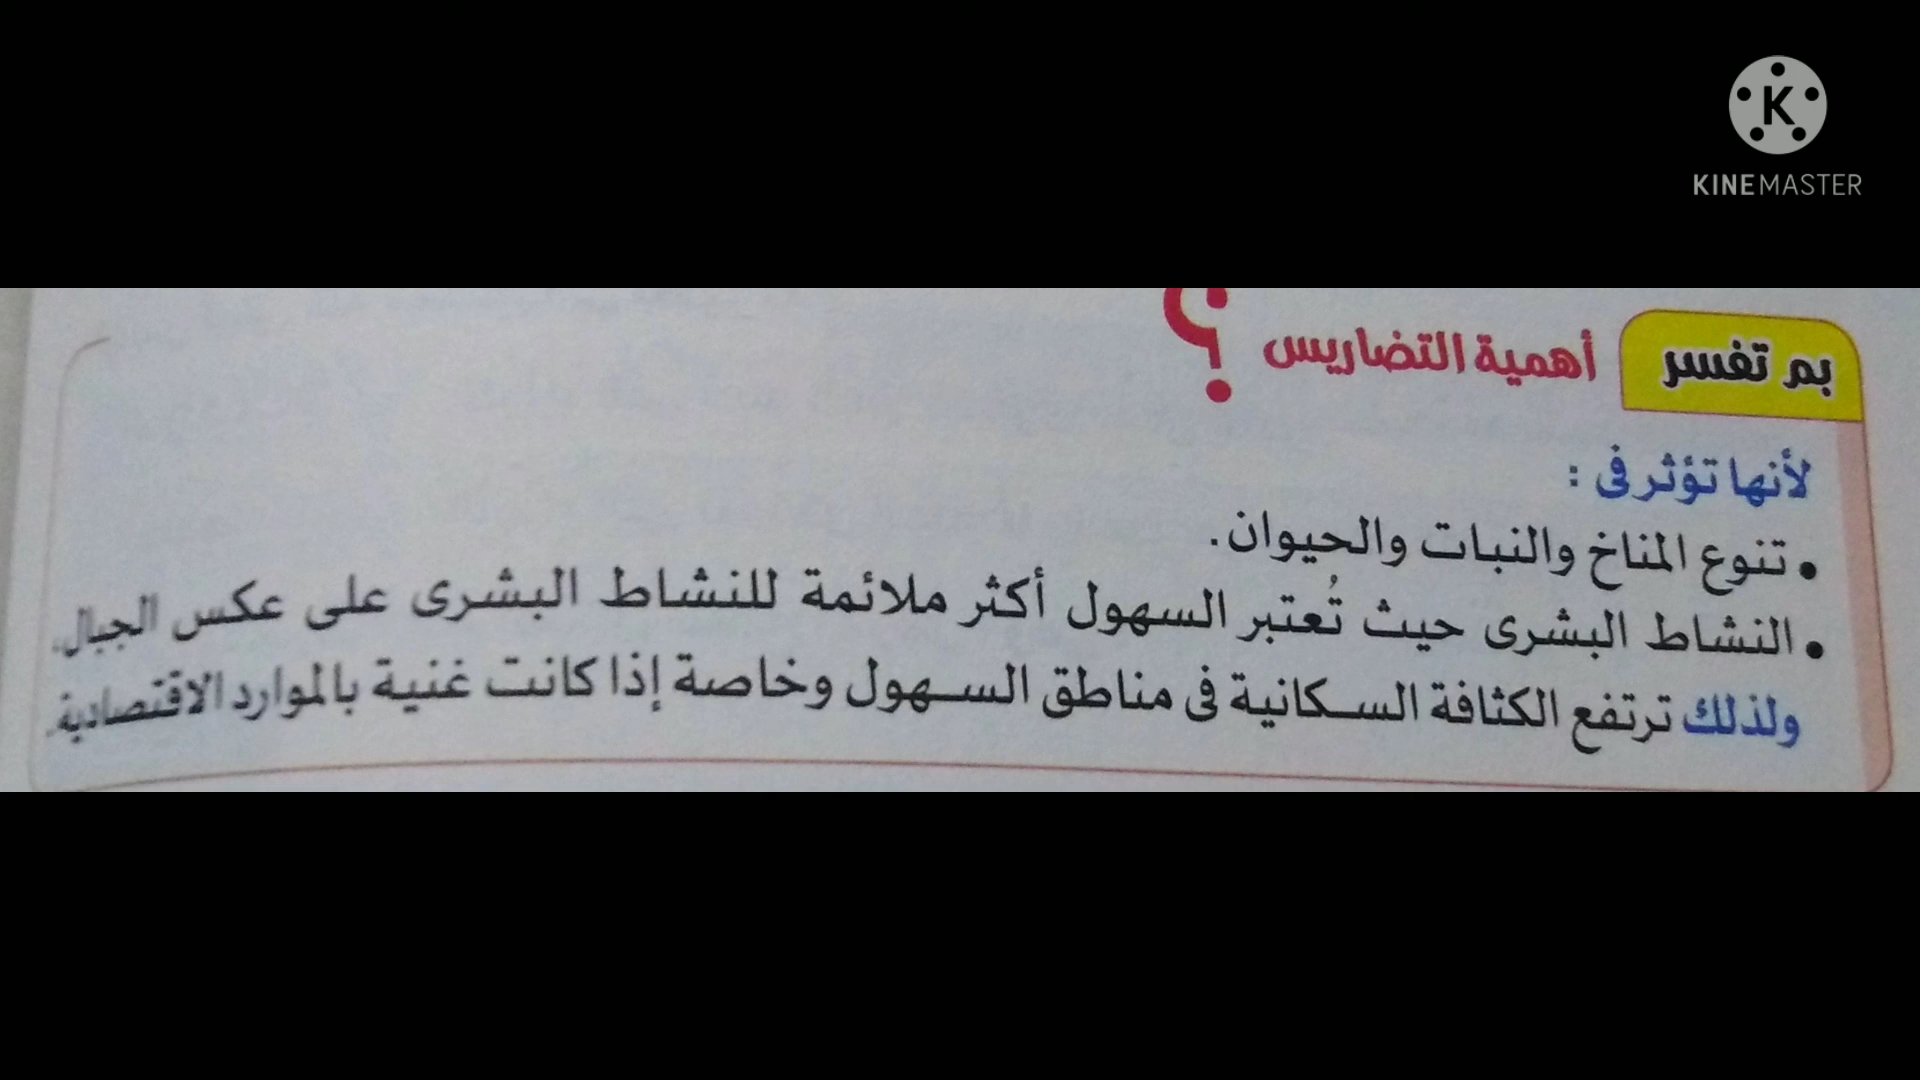 KINEMASTER
بم تفسر أهمية التضاريس ؟
لأنها تؤثر فى :
• تنوع المناخ والنبات والحيوان.
• النشاط البشرى حيث تُعتبر السهول أكثر ملائمة للنشاط البشرى على عكس الجبال.
ولذلك ترتفع الكثافة السكانية فى مناطق السهول وخاصة إذا كانت غنية بالموارد الاقتصادية.